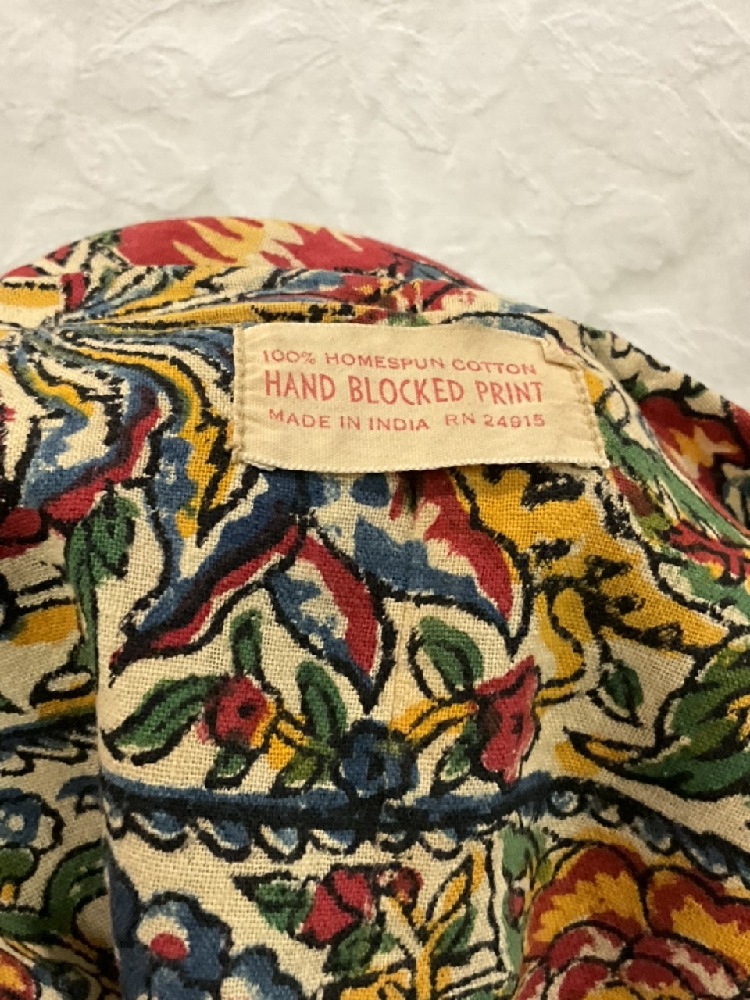 100% HOMESPUN COTTON
HAND BLOCKED PRINT
MADE IN INDIA RN 24915